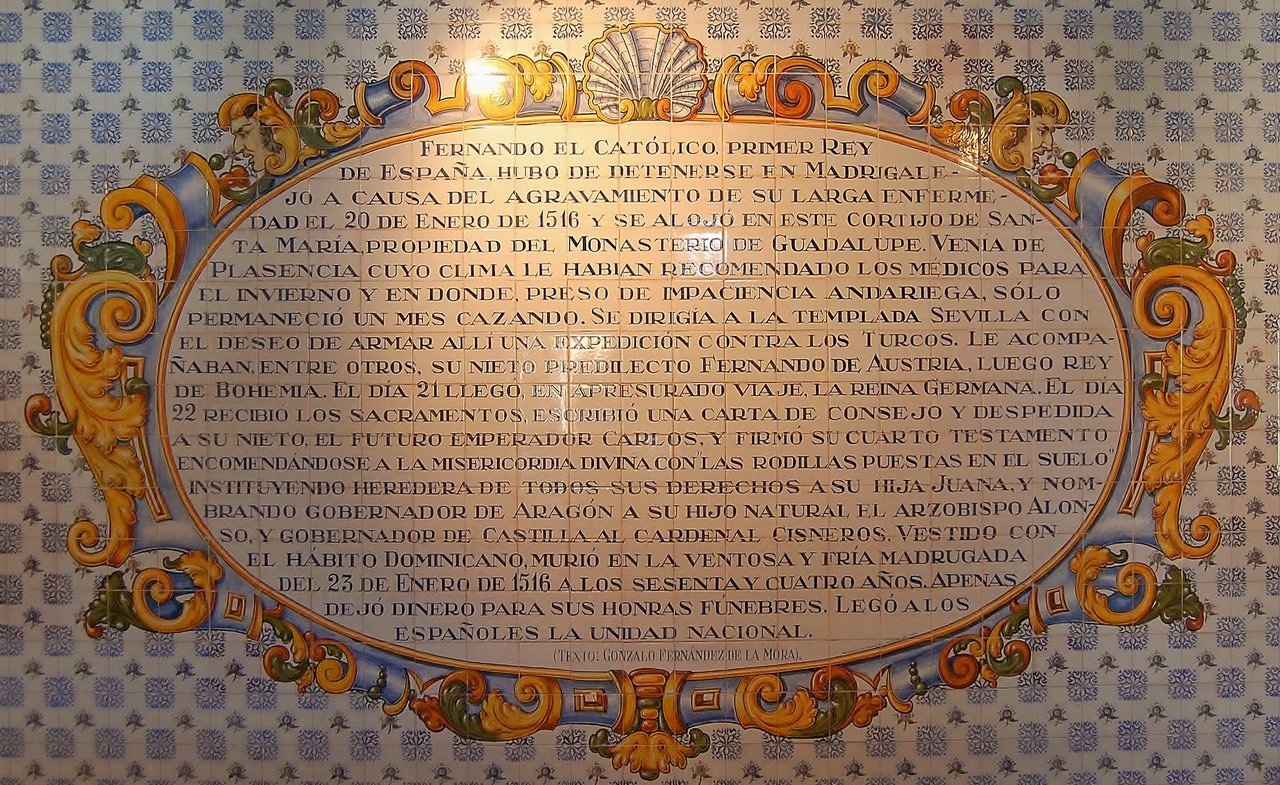 FERNANDO EL CATÓLICO, PRIMER REY
DE ESPAÑA, HUBO DE DETENERSE EN MADRIGALE-
JO A CAUSA DEL AGRAVAMIENTO DE SU LARGA ENFERME-
DAD EL 20 DE ENERO DE 1516 Y SE ALOJÓ EN ESTE CORTIJO DE SAN-
TA MARÍA, PROPIEDAD DEL MONASTERIO DE GUADALUPE. VENÍA DE
PLASENCIA CUYO CLIMA LE HABIAN RECOMENDADO LOS MÉDICOS PARA
EL INVIERNO Y EN DONDE, PRESO DE IMPACIENCIA ANDARIEGA, SÓLO
PERMANECIÓ UN MES CAZANDO. SE DIRIGÍA A LA TEMPLADA SEVILLA CON
EL DESEO DE ARMAR ALLÍ UNA EXPEDICIÓN CONTRA LOS TURCOS. LE ACOMPA-
ÑABAN, ENTRE OTROS, SU NIETO PREDILECTO FERNANDO DE AUSTRIA, LUEGO REY
DE BOHEMIA. EL DÍA 21 LLEGÓ, EN APRESURADO VIAJE, LA REINA GERMANA. EL DÍA
22 RECIBIÓ LOS SACRAMENTOS, ESCRIBIÓ UNA CARTA DE CONSEJO Y DESPEDIDA
A SU NIETO, EL FUTURO EMPERADOR CARLOS, Y FIRMÓ SU CUARTO TESTAMENTO
ENCOMENDÁNDOSE A LA MISERICORDIA DIVINA CON "LAS RODILLAS PUESTAS EN EL SUELO"
INSTITUYENDO HEREDERA DE TODOS SUS DERECHOS A SU HIJA JUANA, Y NOM-
BRANDO GOBERNADOR DE ARAGÓN A SU HIJO NATURAL EL ARZOBISPO ALON-
SO, Y GOBERNADOR DE CASTILLA AL CARDENAL CISNEROS. VESTIDO CON
EL HÁBITO DOMINICANO, MURIÓ EN LA VENTOSA Y FRÍA MADRUGADA
DEL 23 DE ENERO DE 1516 A LOS SESENTA Y CUATRO AÑOS. APENAS
DEJÓ DINERO PARA SUS HONRAS FÚNEBRES. LEGÓ A LOS
ESPAÑOLES LA UNIDAD NACIONAL.
(TEXTO: GONZALO FERNÁNDEZ DE LA MORA).